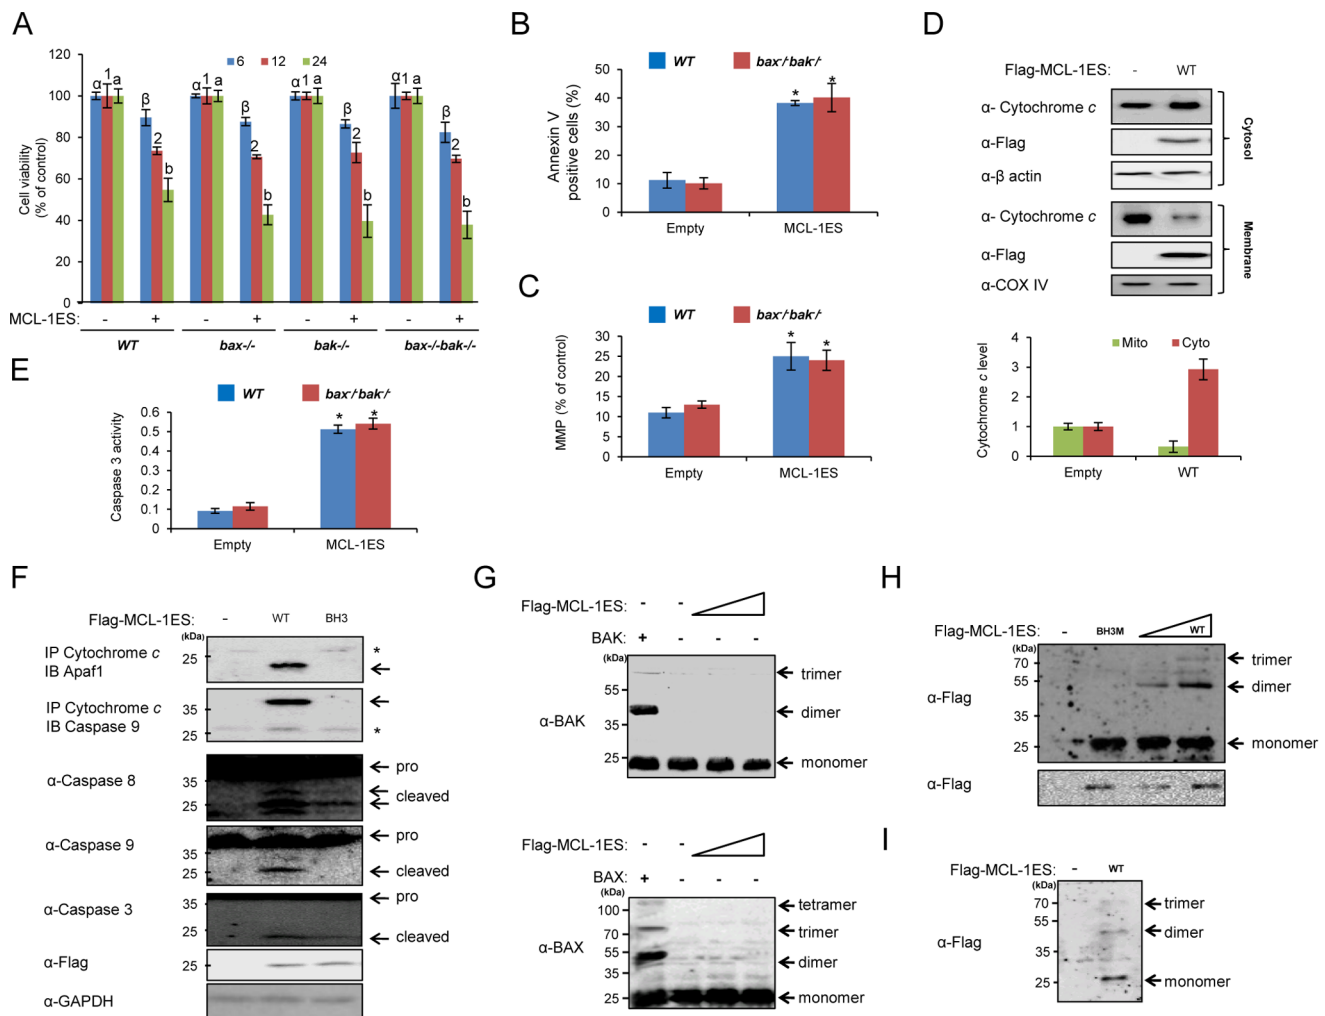 A
120
100
80
60
40
20
0
Cell viability
(% of control)
6 12 24
α 1 a α 1 a α 1 a α 1 a
β 2 b β 2 b β 2 b β 2 b
MCL-1ES: - + - + - + - +
WT bax-/- bak-/- bax-/-bak-/-
B
WT bax-/-bak-/-
50
40
30
20
10
0
Annexin V
positive cells (%)
* *
Empty MCL-1ES
C
WT bax-/-bak-/-
30
25
20
15
10
5
0
MMP (% of control)
* *
Empty MCL-1ES
D
Flag-MCL-1ES: - WT
α- Cytochrome c
α-Flag
α-β actin
Cytosol
α- Cytochrome c
α-Flag
α-COX IV
Membrane
Mito Cyto
4
3
2
1
0
Cytochrome c level
Empty WT
E
WT bax-/-bak-/-
0.6
0.5
0.4
0.3
0.2
0.1
0
Caspase 3 activity
* *
Empty MCL-1ES
F
Flag-MCL-1ES: - WT BH3
(kDa)
IP Cytochrome c
IB Apaf1
25
*
IP Cytochrome c
IB Caspase 9
35
25
*
α-Caspase 8
35
25
pro
cleaved
α-Caspase 9
35
25
pro
cleaved
α-Caspase 3
35
25
pro
cleaved
α-Flag
25
α-GAPDH
G
Flag-MCL-1ES: - -
BAK: + - - -
(kDa)
55
35
25
α-BAK
trimer
dimer
monomer
Flag-MCL-1ES: - -
BAX: + - - -
(kDa)
100
70
55
35
25
α-BAX
tetramer
trimer
dimer
monomer
H
Flag-MCL-1ES: - BH3M WT
(kDa)
70
55
35
25
α-Flag
trimer
dimer
monomer
α-Flag
I
Flag-MCL-1ES: - WT
(kDa)
70
55
35
25
α-Flag
trimer
dimer
monomer